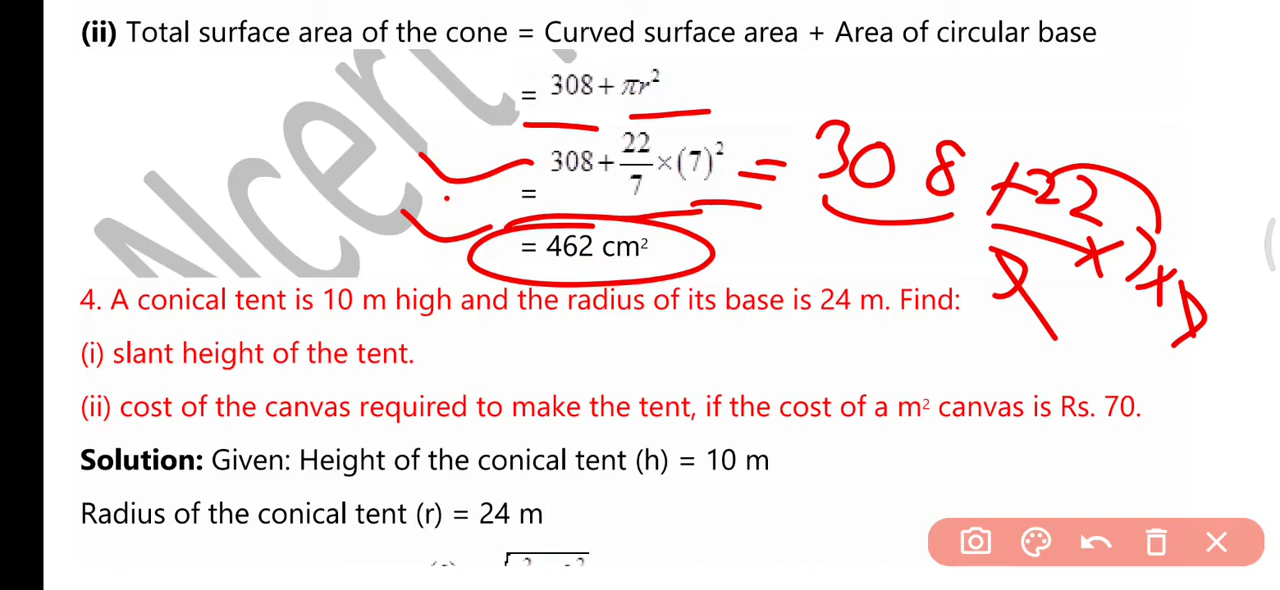 (ii) Total surface area of the cone = Curved surface area + Area of circular base
= 308 + πr²
= 308 + 22/7 × (7)² = 308 + 22/7 × 7 × 7
= 462 cm²
4. A conical tent is 10 m high and the radius of its base is 24 m. Find:
(i) slant height of the tent.
(ii) cost of the canvas required to make the tent, if the cost of a m² canvas is Rs. 70.
Solution: Given: Height of the conical tent (h) = 10 m
Radius of the conical tent (r) = 24 m